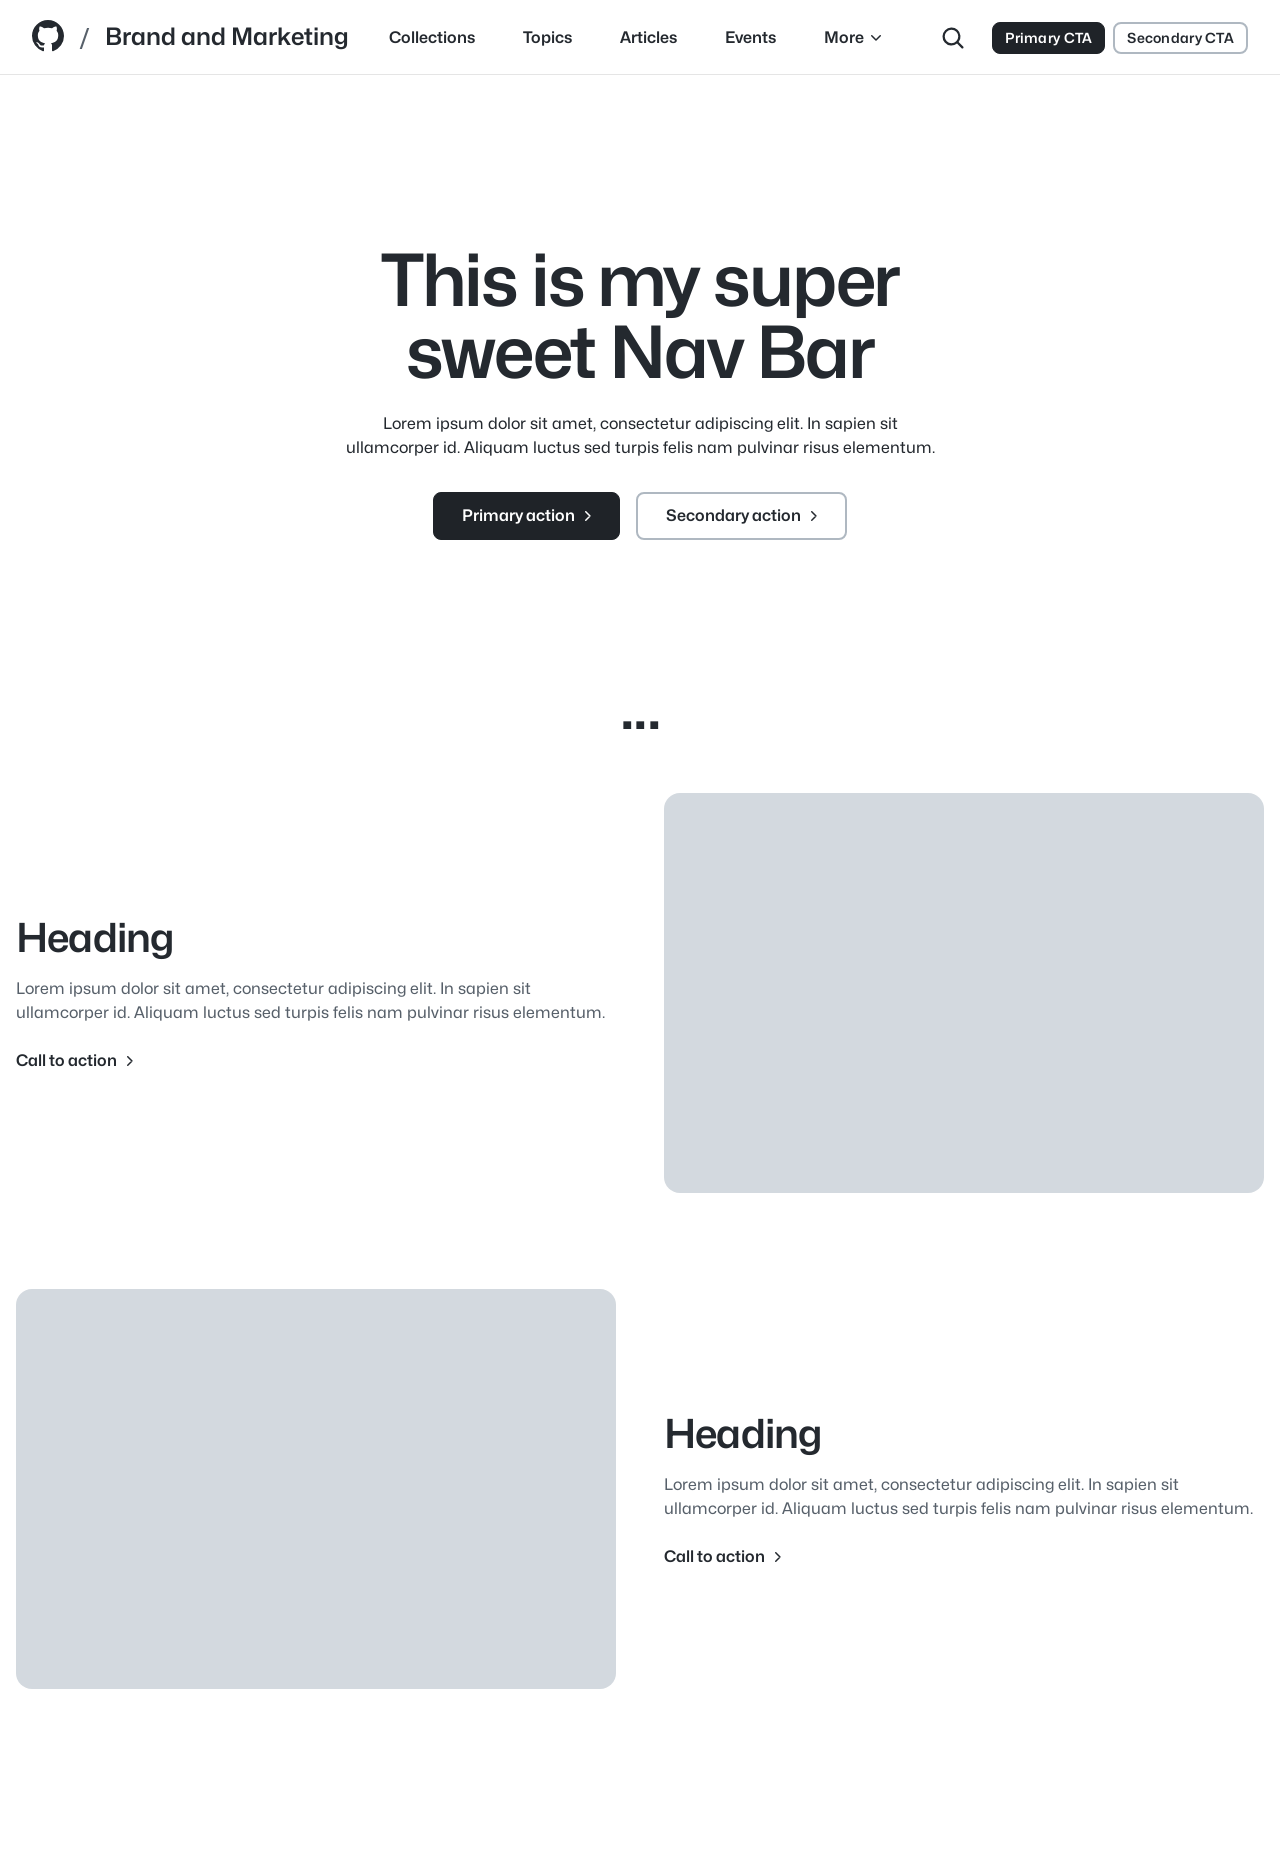 / Brand and Marketing Collections Topics Articles Events More Primary CTA Secondary CTA
This is my super
sweet Nav Bar
Lorem ipsum dolor sit amet, consectetur adipiscing elit. In sapien sit
ullamcorper id. Aliquam luctus sed turpis felis nam pulvinar risus elementum.
Primary action Secondary action
...
Heading
Lorem ipsum dolor sit amet, consectetur adipiscing elit. In sapien sit
ullamcorper id. Aliquam luctus sed turpis felis nam pulvinar risus elementum.
Call to action
Heading
Lorem ipsum dolor sit amet, consectetur adipiscing elit. In sapien sit
ullamcorper id. Aliquam luctus sed turpis felis nam pulvinar risus elementum.
Call to action